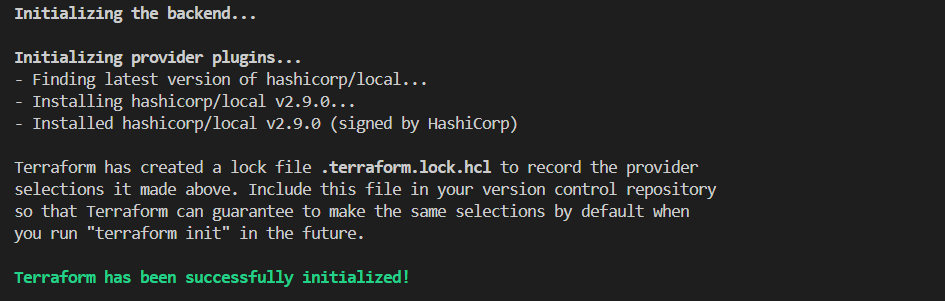 Initializing the backend...
Initializing provider plugins...
- Finding latest version of hashicorp/local...
- Installing hashicorp/local v2.9.0...
- Installed hashicorp/local v2.9.0 (signed by HashiCorp)
Terraform has created a lock file .terraform.lock.hcl to record the provider
selections it made above. Include this file in your version control repository
so that Terraform can guarantee to make the same selections by default when
you run "terraform init" in the future.
Terraform has been successfully initialized!